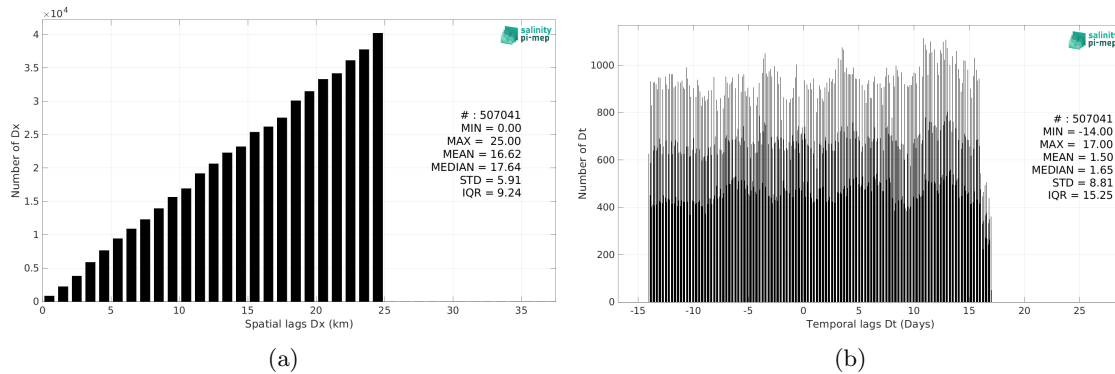 ×10⁴
4
3.5
3
2.5
2
1.5
1
0.5
0
Number of Dx
0 5 10 15 20 25 30 35
Spatial lags Dx (km)
salinity
pi-mep
# : 507041
MIN = 0.00
MAX = 25.00
MEAN = 16.62
MEDIAN = 17.64
STD = 5.91
IQR = 9.24
(a)
1000
800
600
400
200
0
Number of Dt
-15 -10 -5 0 5 10 15 20 25
Temporal lags Dt (Days)
salinity
pi-mep
# : 507041
MIN = -14.00
MAX = 17.00
MEAN = 1.50
MEDIAN = 1.65
STD = 8.81
IQR = 15.25
(b)